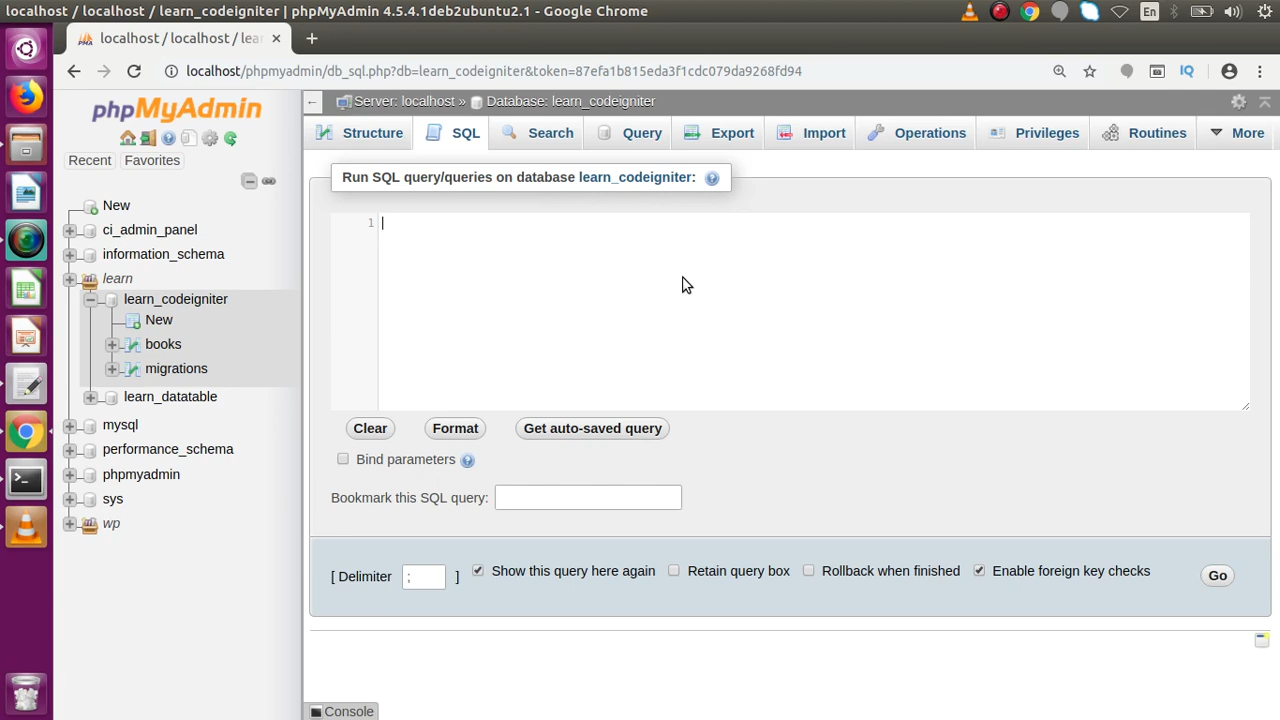 localhost / localhost / learn_codeigniter | phpMyAdmin 4.5.4.1deb2ubuntu2.1 - Google Chrome
En
localhost / localhost / lear
localhost/phpmyadmin/db_sql.php?db=learn_codeigniter&token=87efa1b815eda3f1cdc079da9268fd94
IQ
phpMyAdmin
Recent Favorites
New
ci_admin_panel
information_schema
learn
learn_codeigniter
New
books
migrations
learn_datatable
mysql
performance_schema
phpmyadmin
sys
wp
Server: localhost » Database: learn_codeigniter
Structure SQL Search Query Export Import Operations Privileges Routines More
Run SQL query/queries on database learn_codeigniter:
1
Clear Format Get auto-saved query
Bind parameters
Bookmark this SQL query:
[ Delimiter ; ] Show this query here again Retain query box Rollback when finished Enable foreign key checks Go
Console